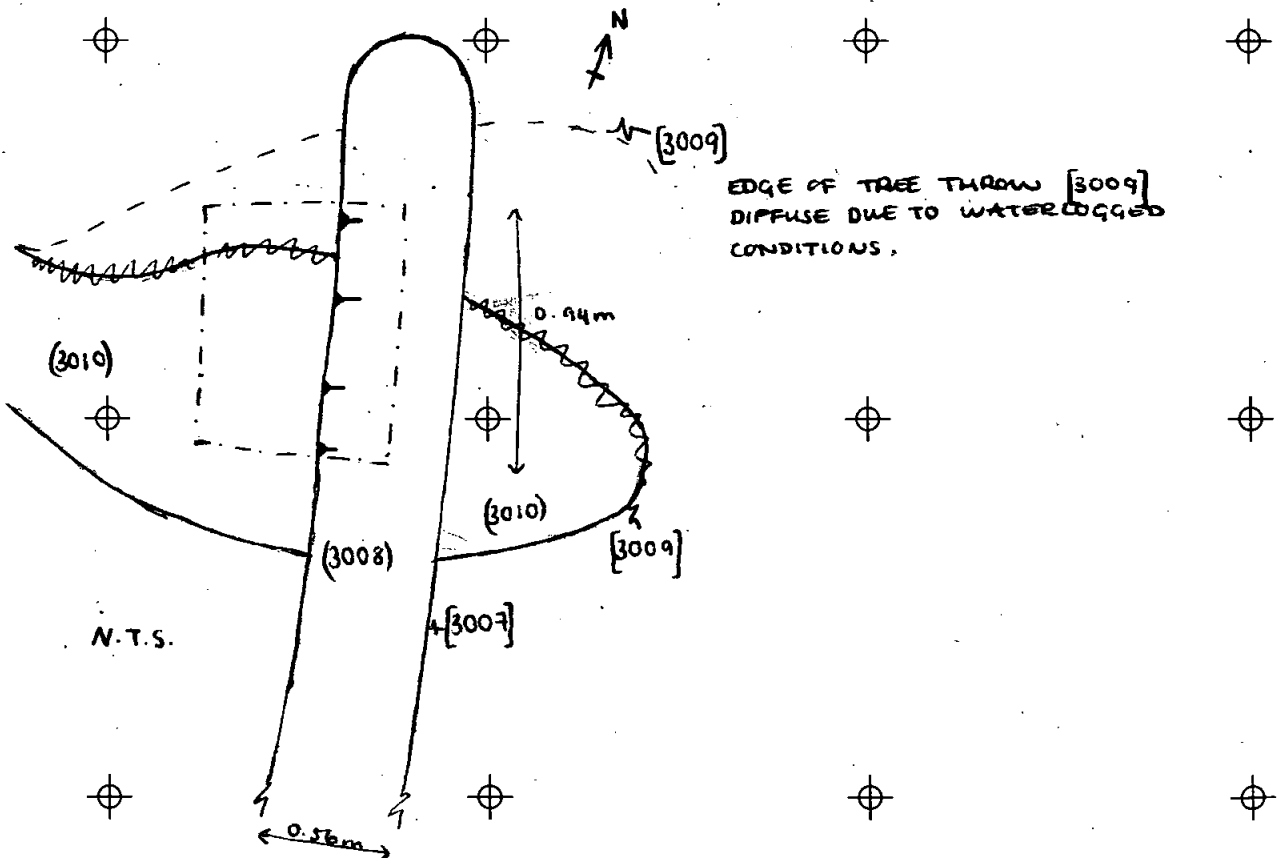 N
[3009]
EDGE OF TREE THROW [3009]
DIFFUSE DUE TO WATERLOGGED
CONDITIONS.
0.94m
(3010)
(3010)
(3008)
[3009]
[3007]
N.T.S.
0.56m